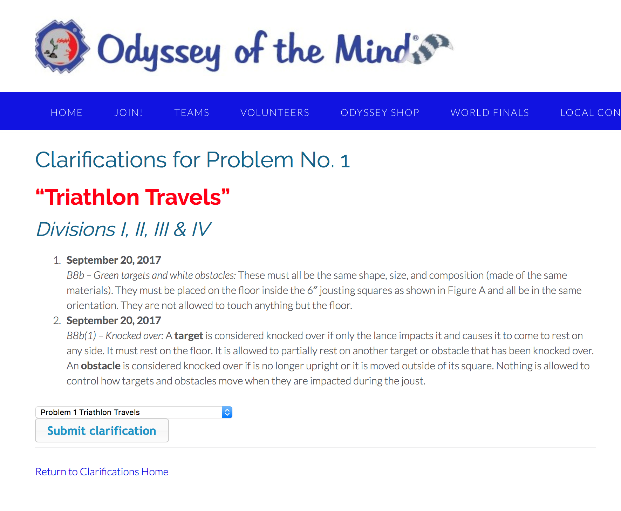 Odyssey of the Mind
HOME JOIN! TEAMS VOLUNTEERS ODYSSEY SHOP WORLD FINALS LOCAL CON
Clarifications for Problem No. 1
“Triathlon Travels”
Divisions I, II, III & IV
1. September 20, 2017
B8b – Green targets and white obstacles: These must all be the same shape, size, and composition (made of the same
materials). They must be placed on the floor inside the 6” jousting squares as shown in Figure A and all be in the same
orientation. They are not allowed to touch anything but the floor.
2. September 20, 2017
B8b(1) – Knocked over: A target is considered knocked over if only the lance impacts it and causes it to come to rest on
any side. It must rest on the floor. It is allowed to partially rest on another target or obstacle that has been knocked over.
An obstacle is considered knocked over if is no longer upright or it is moved outside of its square. Nothing is allowed to
control how targets and obstacles move when they are impacted during the joust.
Problem 1 Triathlon Travels
Submit clarification
Return to Clarifications Home